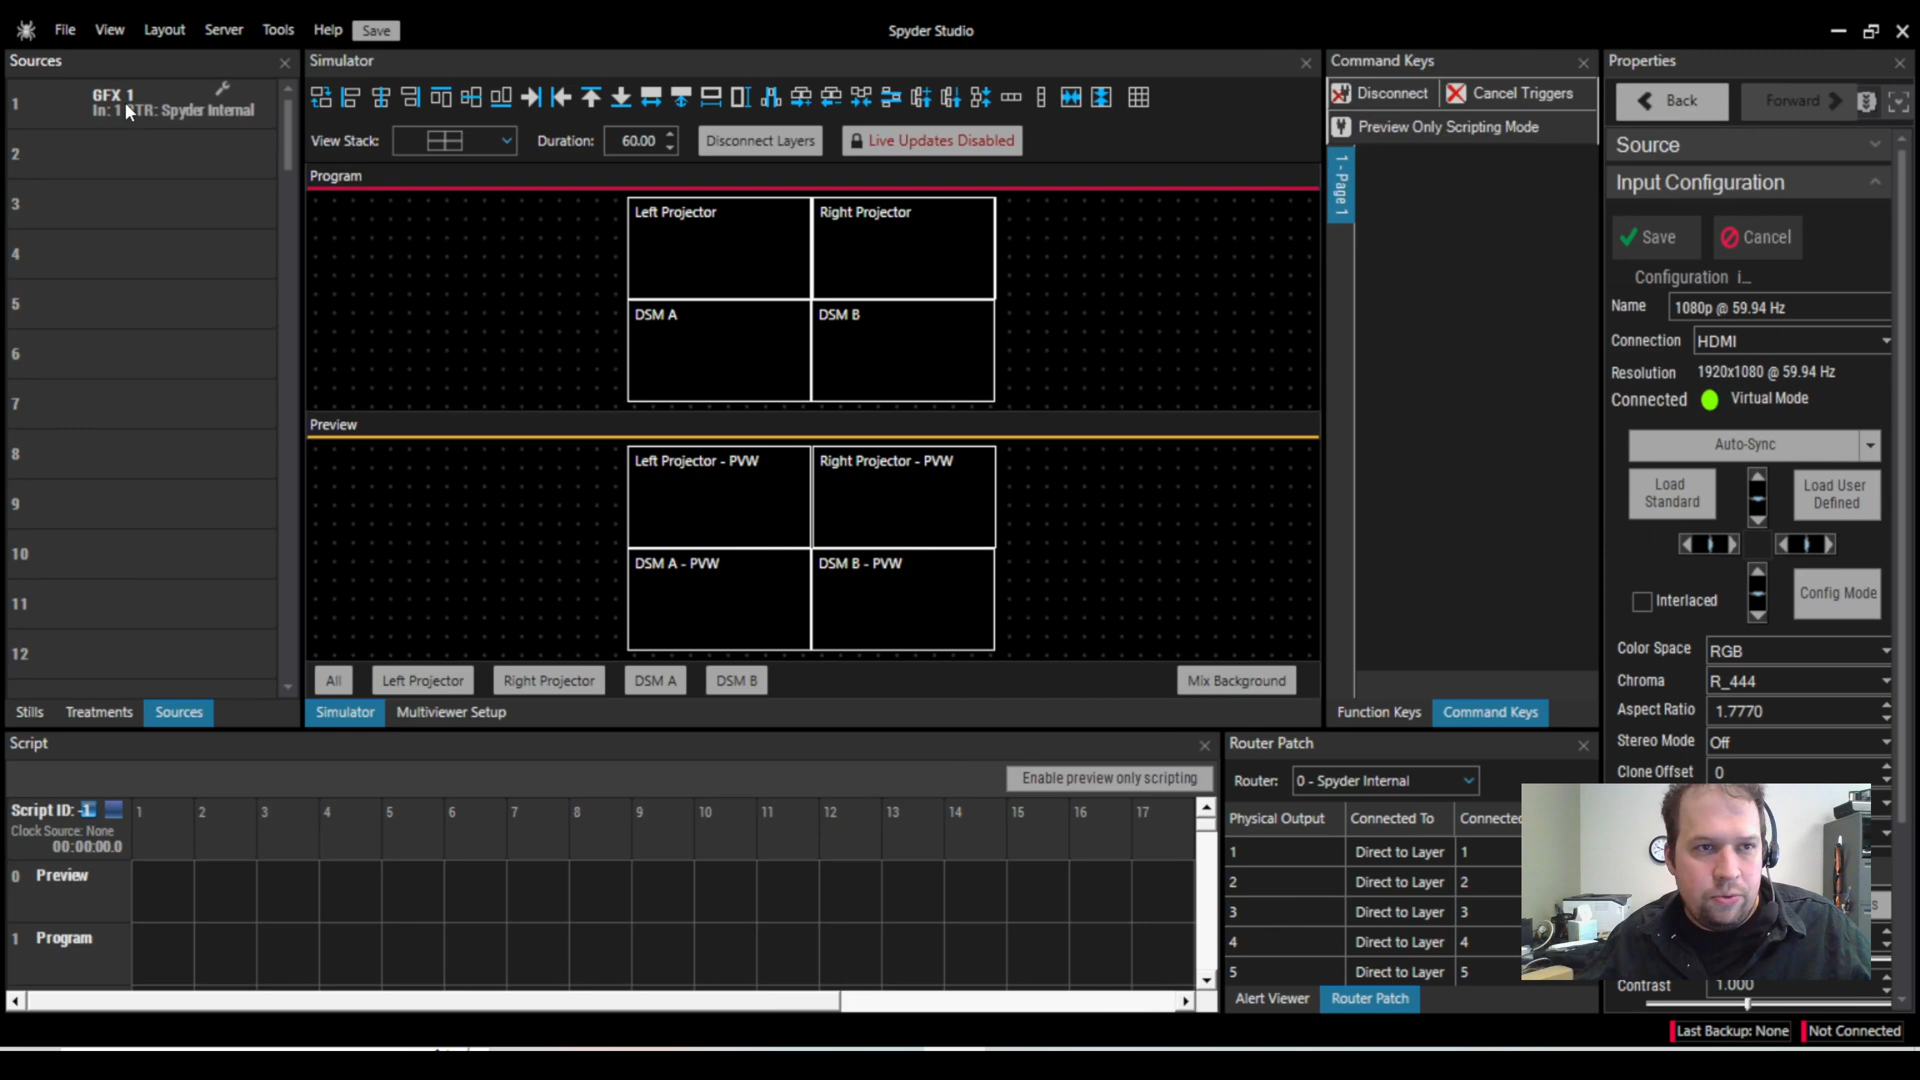 File View Layout Server Tools Help Save
Spyder Studio
Sources
1 GFX 1
In: 1 RTR: Spyder Internal
2
3
4
5
6
7
8
9
10
11
12
Stills Treatments Sources
Simulator
View Stack: Duration: 60.00 Disconnect Layers Live Updates Disabled
Program
Left Projector Right Projector
DSM A DSM B
Preview
Left Projector - PVW Right Projector - PVW
DSM A - PVW DSM B - PVW
All Left Projector Right Projector DSM A DSM B Mix Background
Simulator Multiviewer Setup
Command Keys
Disconnect Cancel Triggers
Preview Only Scripting Mode
1 - Page 1
Function Keys Command Keys
Properties
Back Forward
Source
Input Configuration
Save Cancel
Configuration i...
Name 1080p @ 59.94 Hz
Connection HDMI
Resolution 1920x1080 @ 59.94 Hz
Connected Virtual Mode
Auto-Sync
Load Standard
Load User Defined
Interlaced
Config Mode
Color Space RGB
Chroma R_444
Aspect Ratio 1.7770
Stereo Mode Off
Clone Offset 0
Contrast 1.000
Script
Enable preview only scripting
Script ID: -1 1 2 3 4 5 6 7 8 9 10 11 12 13 14 15 16 17
Clock Source: None
00:00:00.0
0 Preview
1 Program
Router Patch
Router: 0 - Spyder Internal
Physical Output Connected To Connected
1 Direct to Layer 1
2 Direct to Layer 2
3 Direct to Layer 3
4 Direct to Layer 4
5 Direct to Layer 5
Alert Viewer Router Patch
Last Backup: None Not Connected